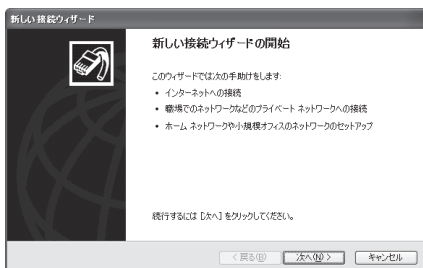 新しい接続ウィザード
新しい接続ウィザードの開始
このウィザードでは次の手助けをします:
• インターネットへの接続
• 職場でのネットワークなどのプライベート ネットワークへの接続
• ホーム ネットワークや小規模オフィスのネットワークのセットアップ
続行するには [次へ] をクリックしてください。
< 戻る(B) 次へ(N) > キャンセル